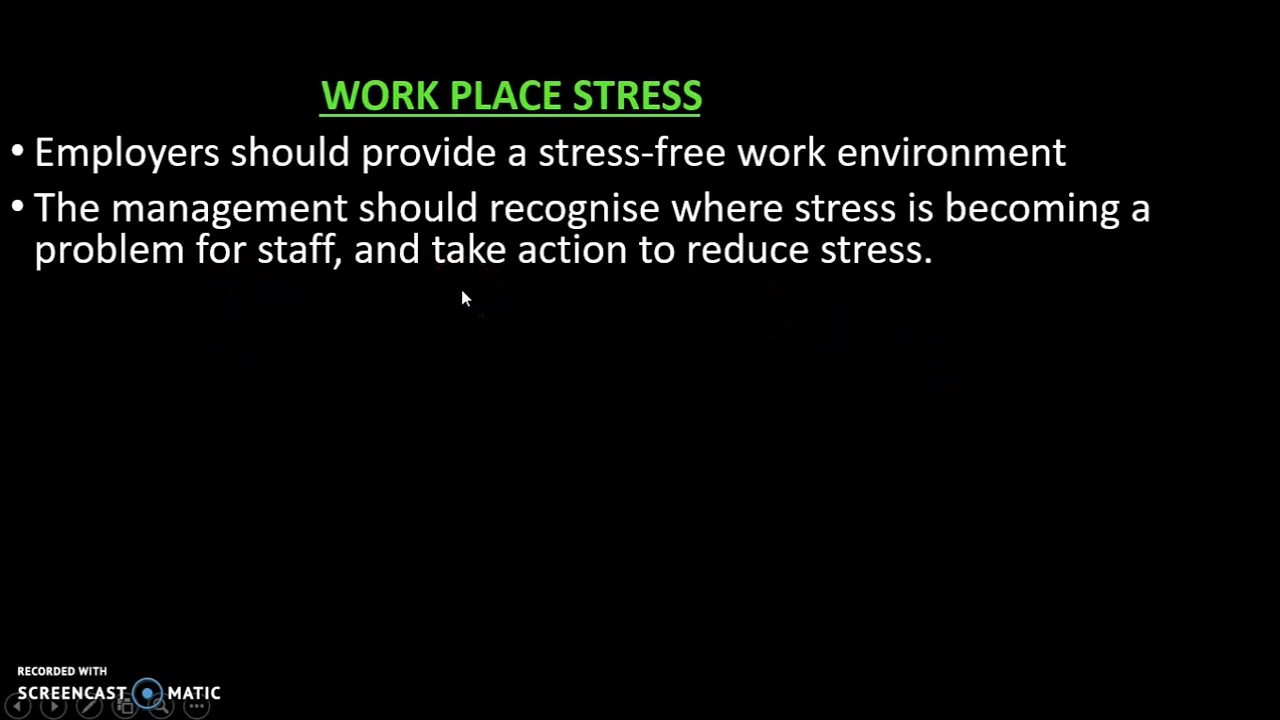 WORK PLACE STRESS
• Employers should provide a stress-free work environment
• The management should recognise where stress is becoming a
problem for staff, and take action to reduce stress.
RECORDED WITH
SCREENCAST MATIC